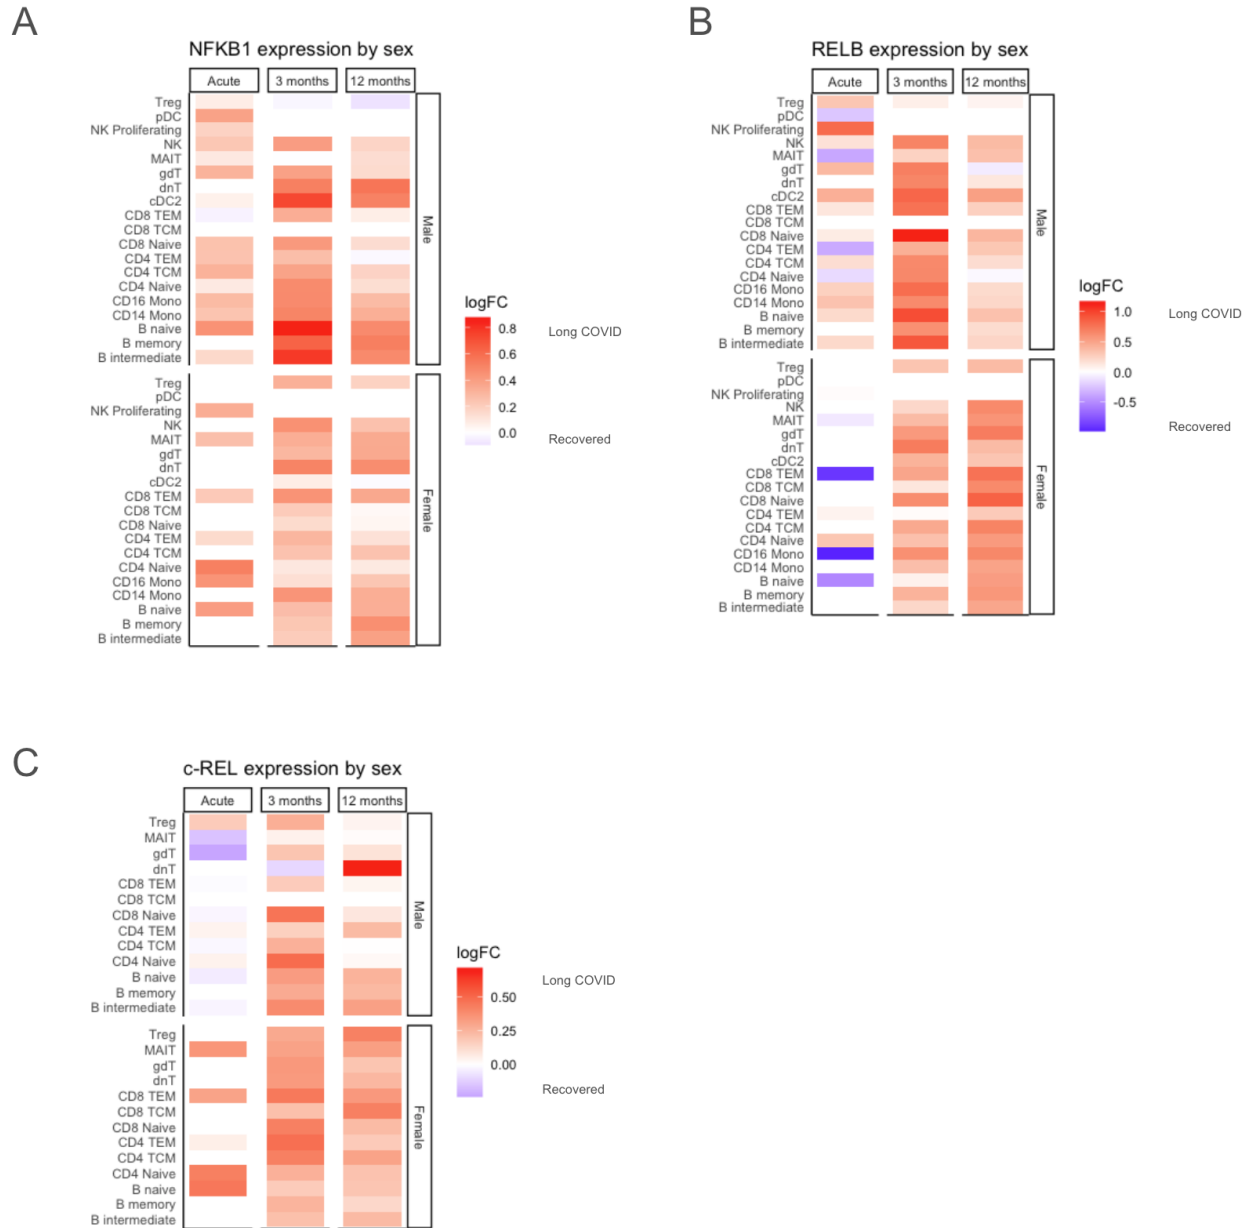 A
NFKB1 expression by sex
Acute
3 months
12 months
Treg
pDC
NK Proliferating
NK
MAIT
gdT
dnT
cDC2
CD8 TEM
CD8 TCM
CD8 Naive
CD4 TEM
CD4 TCM
CD4 Naive
CD16 Mono
CD14 Mono
B naive
B memory
B intermediate
Male
Treg
pDC
NK Proliferating
NK
MAIT
gdT
dnT
cDC2
CD8 TEM
CD8 TCM
CD8 Naive
CD4 TEM
CD4 TCM
CD4 Naive
CD16 Mono
CD14 Mono
B naive
B memory
B intermediate
Female
logFC
0.8
0.6
0.4
0.2
0.0
Long COVID
Recovered
B
RELB expression by sex
Acute
3 months
12 months
Treg
pDC
NK Proliferating
NK
MAIT
gdT
dnT
cDC2
CD8 TEM
CD8 TCM
CD8 Naive
CD4 TEM
CD4 TCM
CD4 Naive
CD16 Mono
CD14 Mono
B naive
B memory
B intermediate
Male
Treg
pDC
NK Proliferating
NK
MAIT
gdT
dnT
cDC2
CD8 TEM
CD8 TCM
CD8 Naive
CD4 TEM
CD4 TCM
CD4 Naive
CD16 Mono
CD14 Mono
B naive
B memory
B intermediate
Female
logFC
1.0
0.5
0.0
-0.5
Long COVID
Recovered
C
c-REL expression by sex
Acute
3 months
12 months
Treg
MAIT
gdT
dnT
CD8 TEM
CD8 TCM
CD8 Naive
CD4 TEM
CD4 TCM
CD4 Naive
B naive
B memory
B intermediate
Male
Treg
MAIT
gdT
dnT
CD8 TEM
CD8 TCM
CD8 Naive
CD4 TEM
CD4 TCM
CD4 Naive
B naive
B memory
B intermediate
Female
logFC
0.50
0.25
0.00
Long COVID
Recovered